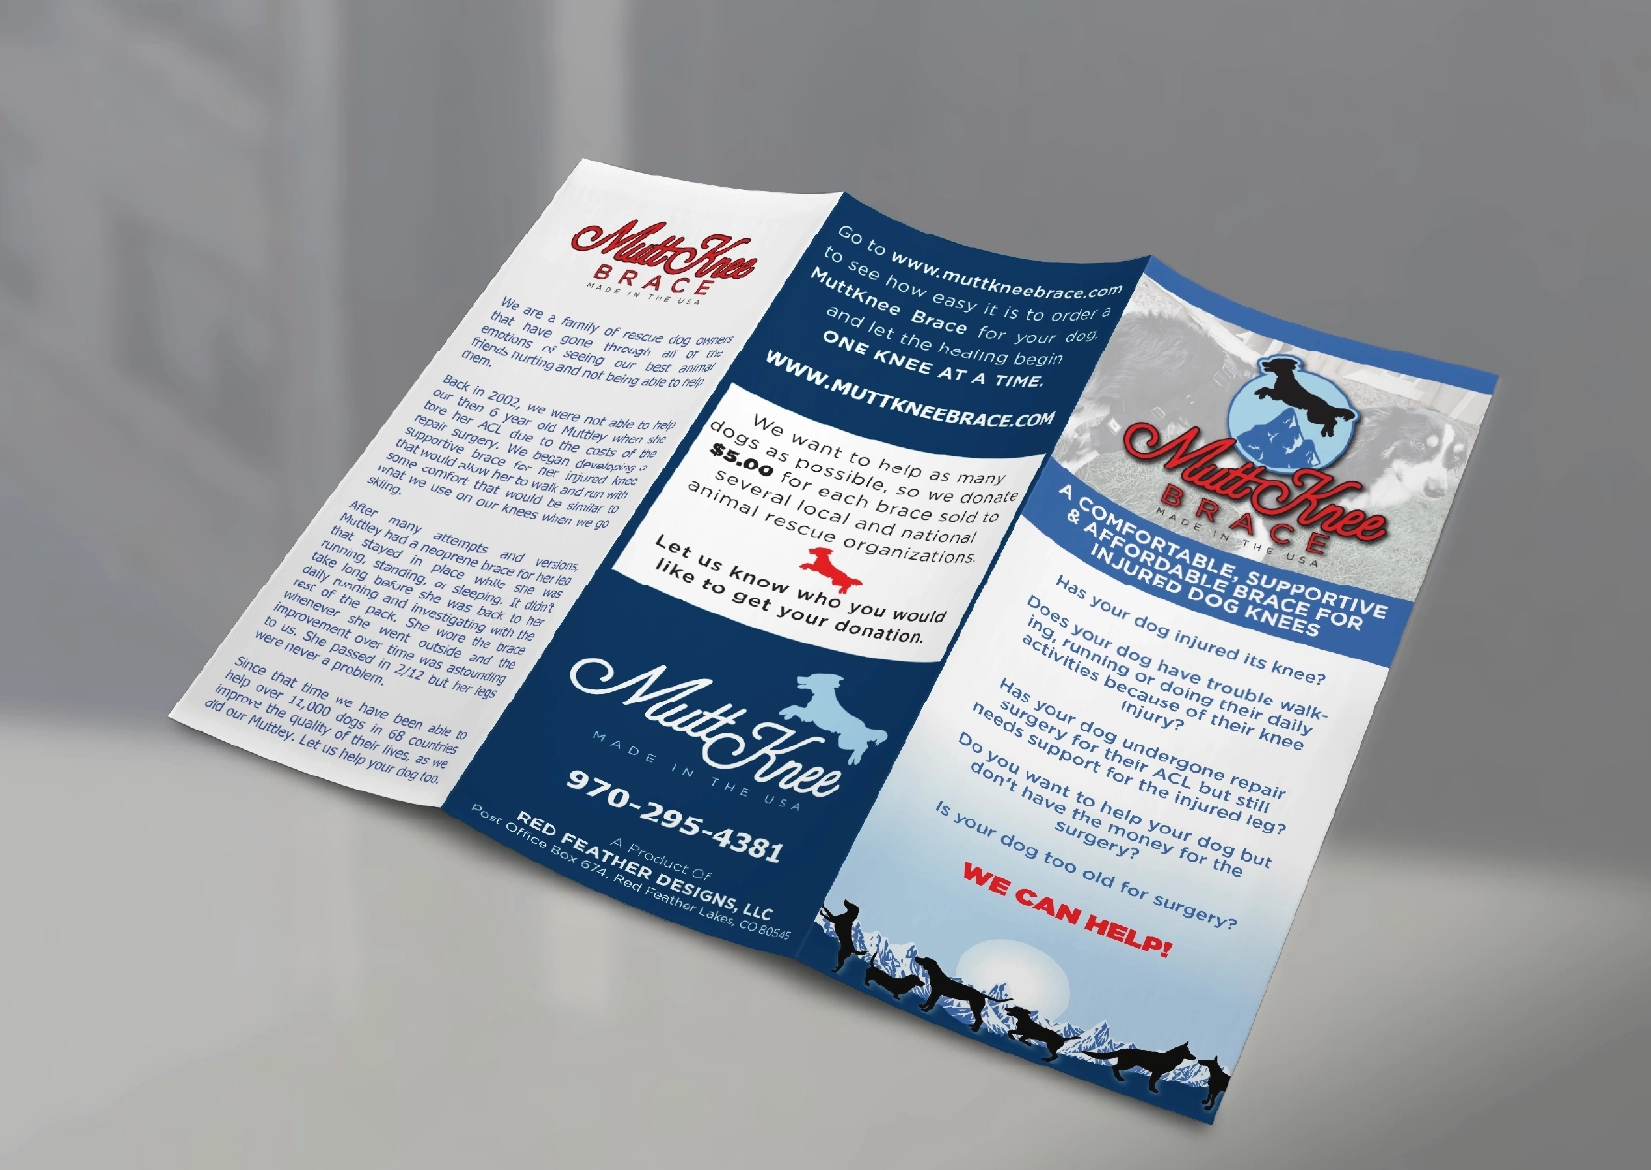 MuttKnee
BRACE
MADE IN THE USA
We are a family of rescue dog owners
that have gone through all of the
emotions of seeing our best animal
friends hurting and not being able to help
them.
Back in 2002, we were not able to help
our then 6 year old Muttley when she
tore her ACL due to the costs of the
repair surgery. We began developing a
supportive brace for her injured knee
that would allow her to walk and run with
some comfort that would be similar to
what we use on our knees when we go
skiing.
After many attempts and versions,
Muttley had a neoprene brace for her leg
that stayed in place while she was
running, standing, or sleeping. It didn't
take long before she was back to her
daily running and investigating with the
rest of the pack. She wore the brace
whenever she went outside and the
improvement over time was astounding
to us. She passed in 2/12 but her legs
were never a problem.
Since that time we have been able to
help over 11,000 dogs in 68 countries
improve the quality of their lives, as we
did our Muttley. Let us help your dog too.
Go to www.muttkneebrace.com
to see how easy it is to order a
MuttKnee Brace for your dog,
and let the healing begin
ONE KNEE AT A TIME.
WWW.MUTTKNEEBRACE.COM
We want to help as many
dogs as possible, so we donate
$5.00 for each brace sold to
several local and national
animal rescue organizations.
Let us know who you would
like to get your donation.
MuttKnee
MADE IN THE USA
970-295-4381
A Product Of
RED FEATHER DESIGNS, LLC
Post Office Box 674, Red Feather Lakes, CO 80545
MuttKnee
BRACE
MADE IN THE USA
A COMFORTABLE, SUPPORTIVE
& AFFORDABLE BRACE FOR
INJURED DOG KNEES
Has your dog injured its knee?
Does your dog have trouble walk-
ing, running or doing their daily
activities because of their knee
injury?
Has your dog undergone repair
surgery for their ACL but still
needs support for the injured leg?
Do you want to help your dog but
don't have the money for the
surgery?
Is your dog too old for surgery?
WE CAN HELP!